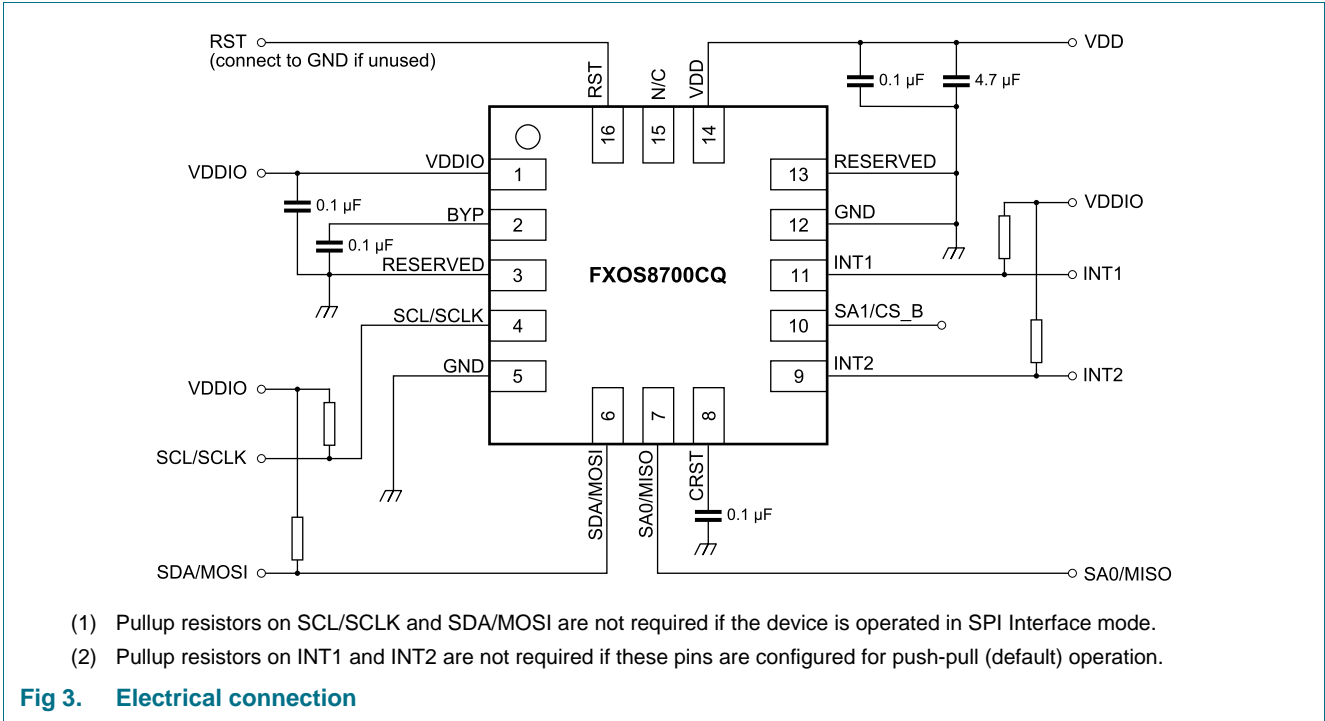 RST
(connect to GND if unused)
VDD
RST
N/C
VDD
0.1 µF
4.7 µF
16
15
14
VDDIO
VDDIO
1
13
RESERVED
0.1 µF
BYP
2
12
GND
VDDIO
0.1 µF
RESERVED
3
FXOS8700CQ
11
INT1
INT1
SCL/SCLK
4
10
SA1/CS_B
GND
5
9
INT2
INT2
VDDIO
6
7
8
SCL/SCLK
SDA/MOSI
SA0/MISO
CRST
0.1 µF
SDA/MOSI
SA0/MISO
(1) Pullup resistors on SCL/SCLK and SDA/MOSI are not required if the device is operated in SPI Interface mode.
(2) Pullup resistors on INT1 and INT2 are not required if these pins are configured for push-pull (default) operation.
Fig 3. Electrical connection